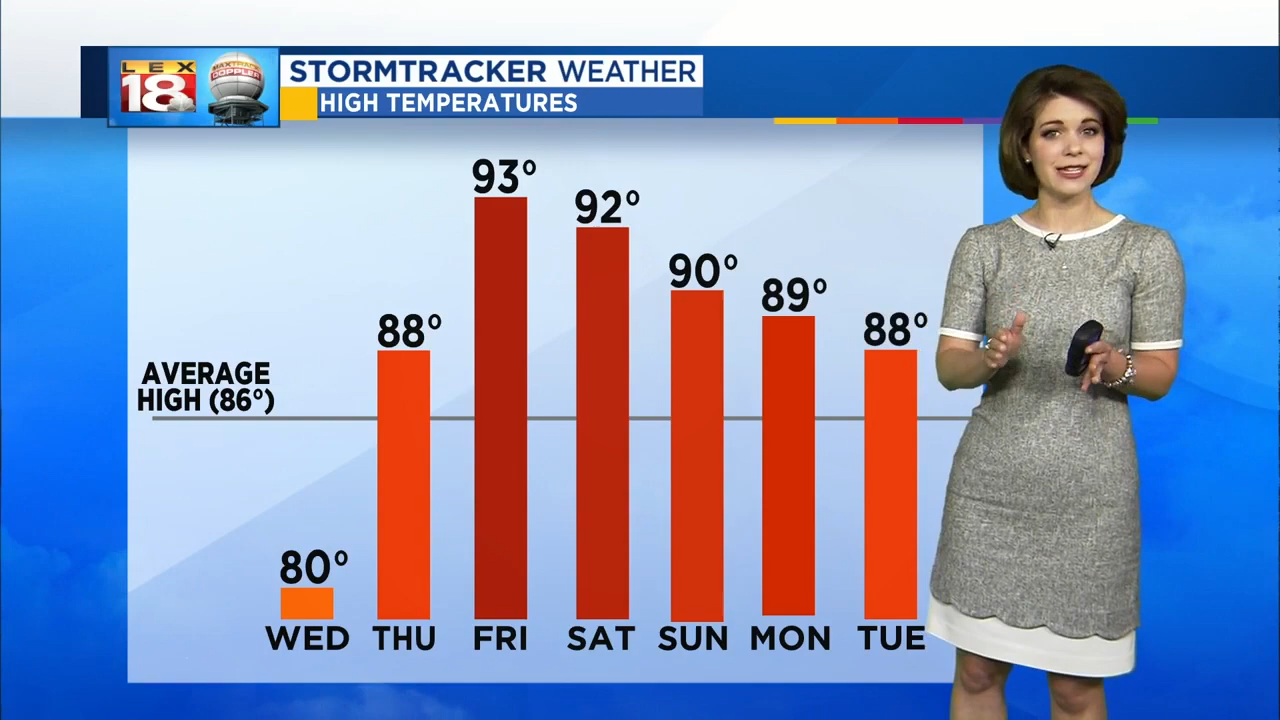 LEX
18
MAXTRACK
DOPPLER
STORMTRACKER WEATHER
HIGH TEMPERATURES
93°
92°
90°
89°
88°
88°
AVERAGE
HIGH (86°)
80°
WED THU FRI SAT SUN MON TUE